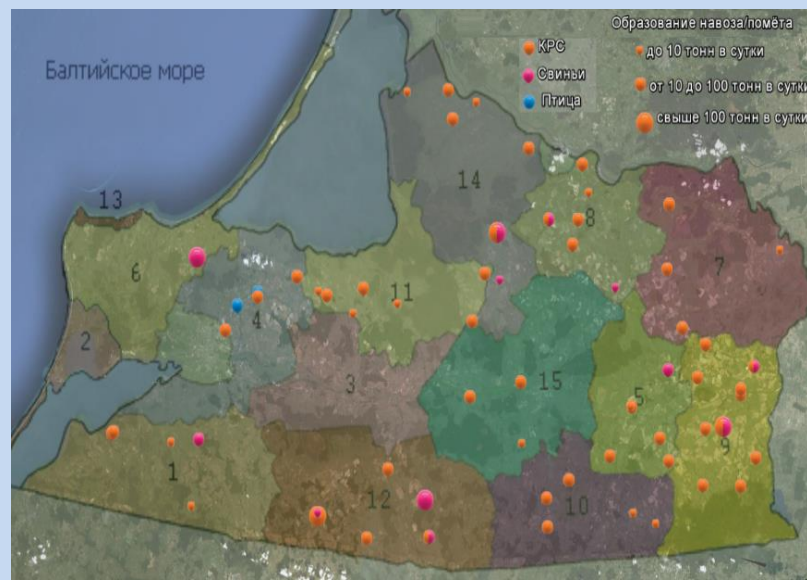 Образование навоза/помёта
КРС
до 10 тонн в сутки
Балтийское море
Свиньи
от 10 до 100 тонн в сутки
Птица
свыше 100 тонн в сутки
14
13
8
7
6
11
4
2
3
15
5
9
1
12
10